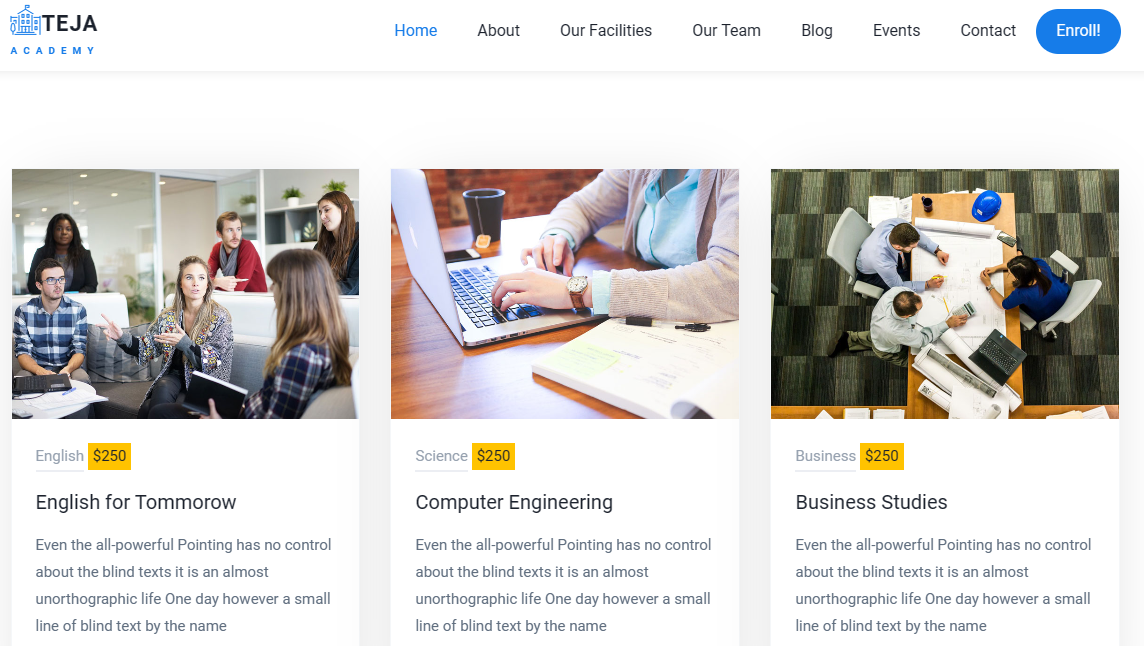 TEJA
ACADEMY
Home About Our Facilities Our Team Blog Events Contact Enroll!
English $250
English for Tommorow
Even the all-powerful Pointing has no control
about the blind texts it is an almost
unorthographic life One day however a small
line of blind text by the name
Science $250
Computer Engineering
Even the all-powerful Pointing has no control
about the blind texts it is an almost
unorthographic life One day however a small
line of blind text by the name
Business $250
Business Studies
Even the all-powerful Pointing has no control
about the blind texts it is an almost
unorthographic life One day however a small
line of blind text by the name